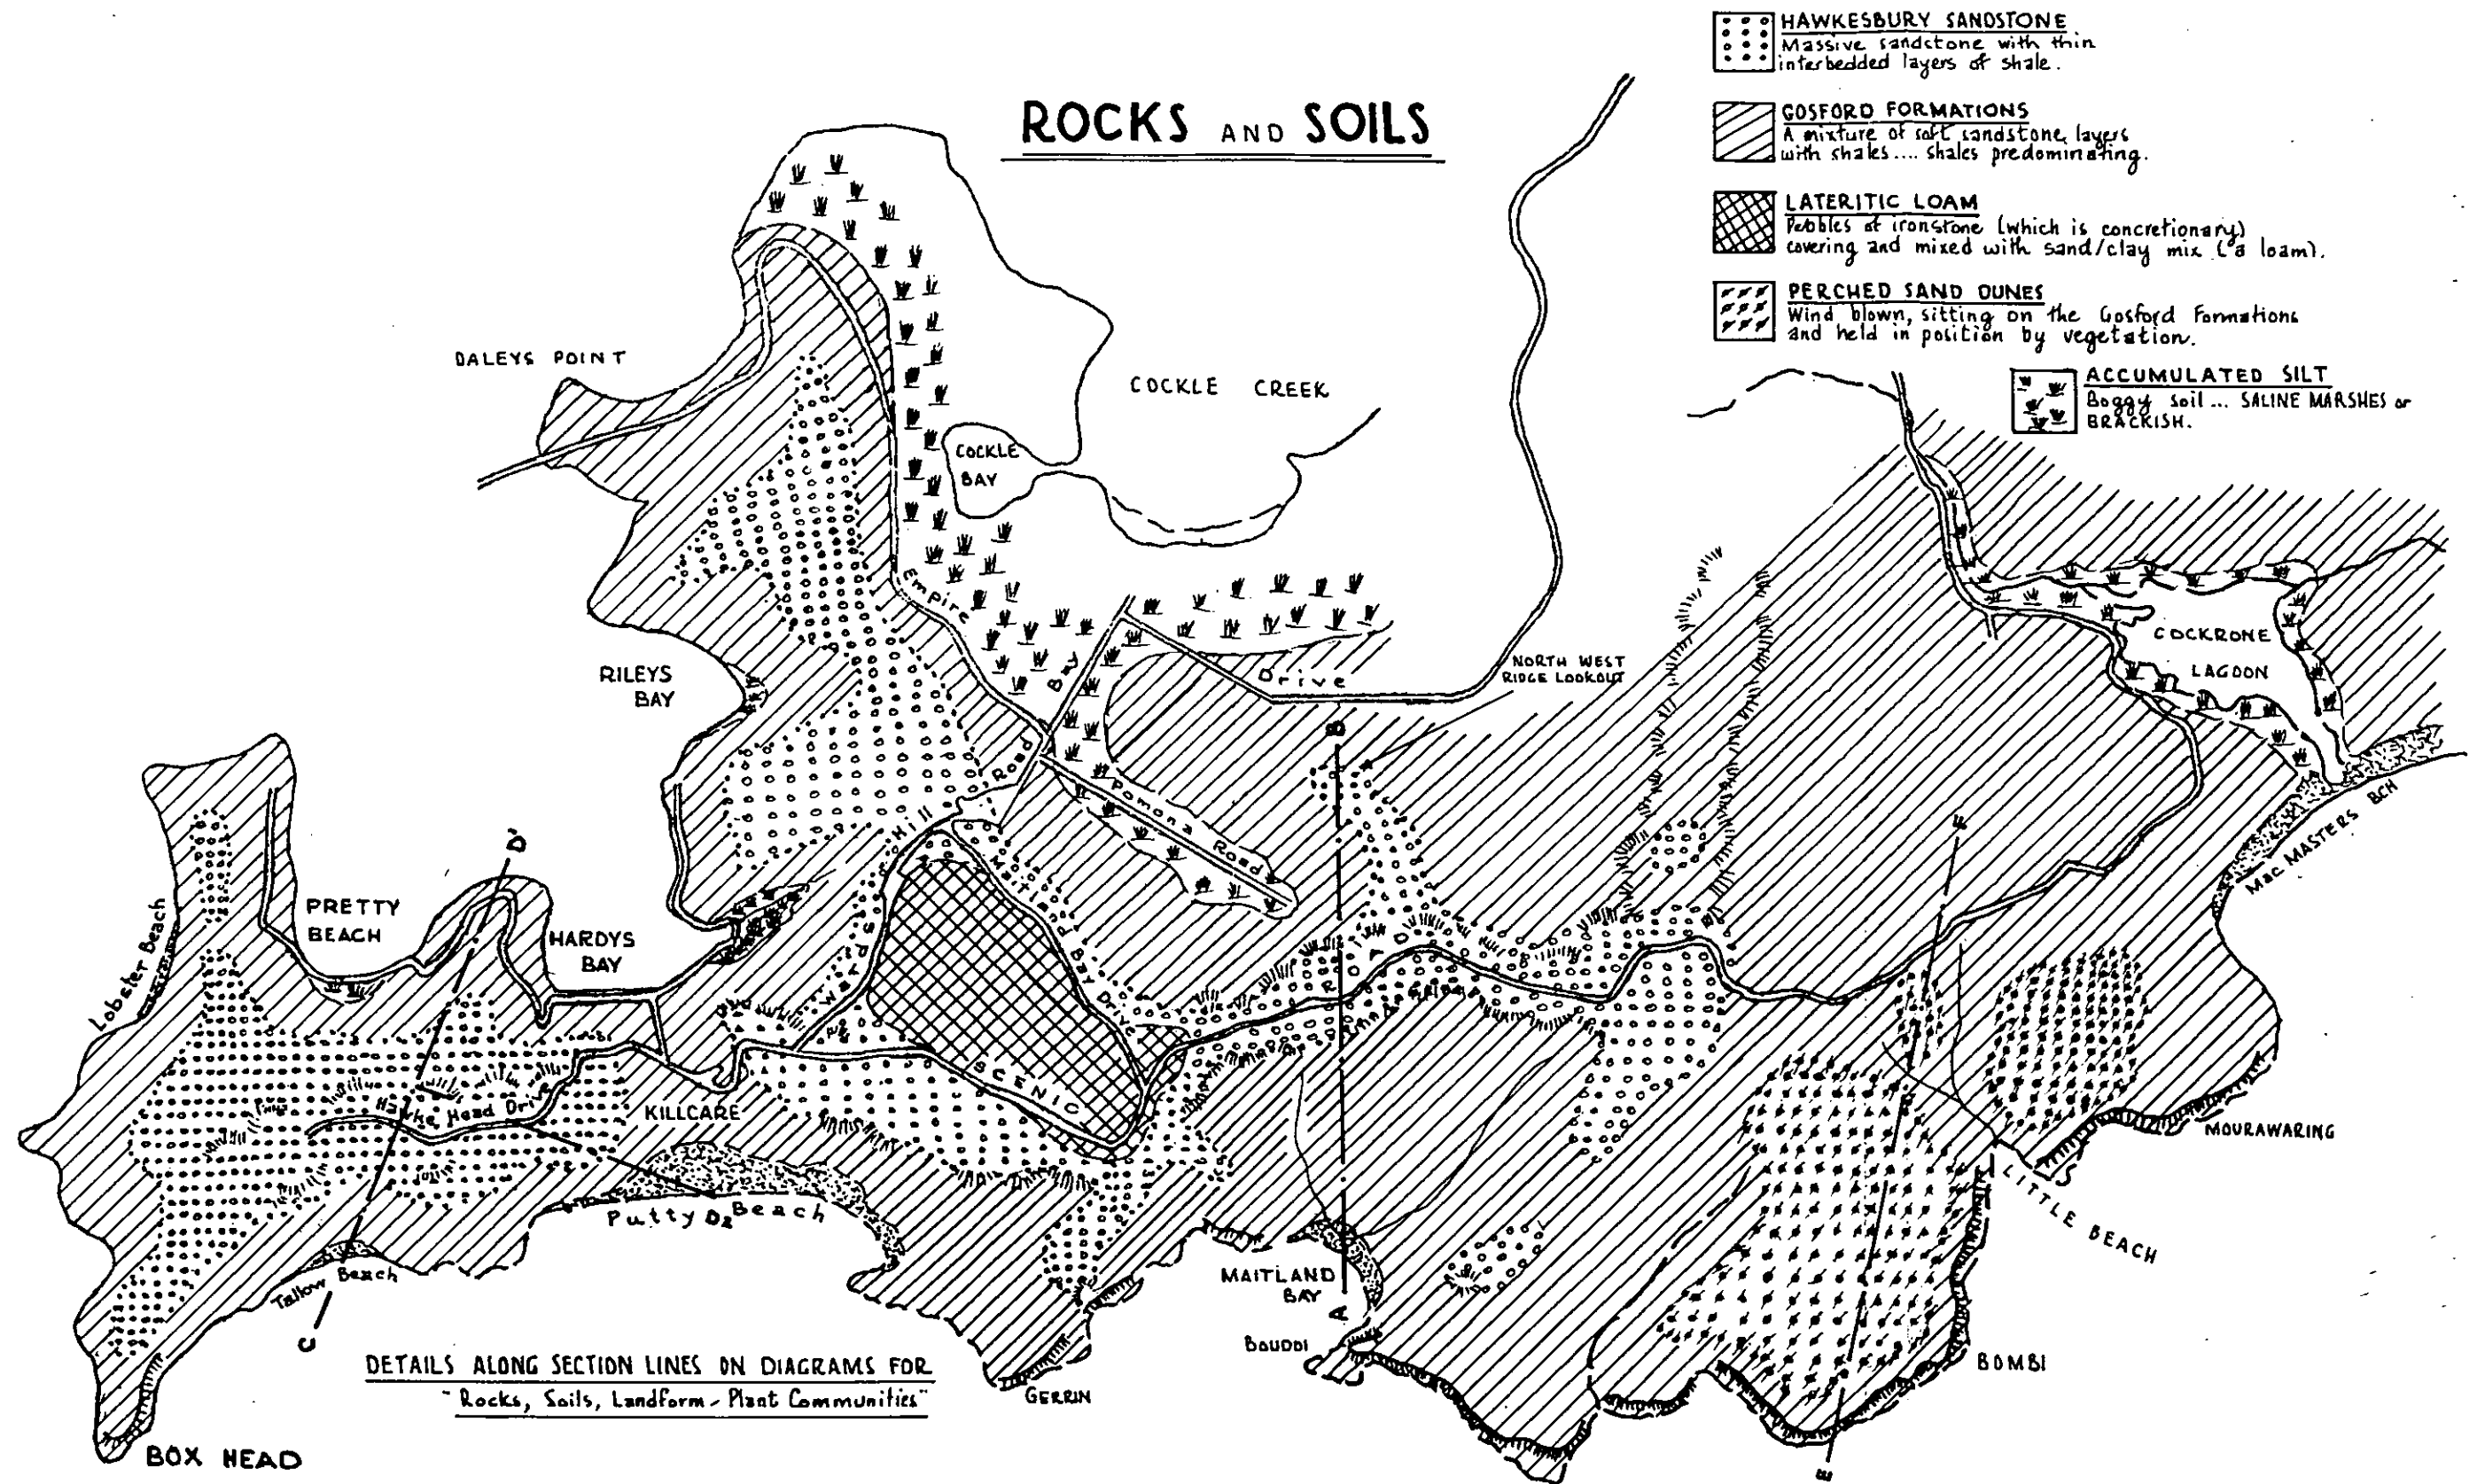 ROCKS AND SOILS
HAWKESBURY SANDSTONE
Massive sandstone with thin
interbedded layers of shale.
GOSFORD FORMATIONS
A mixture of soft sandstone layers
with shales.... shales predominating.
LATERITIC LOAM
Pebbles of ironstone (which is concretionary)
covering and mixed with sand/clay mix (a loam).
PERCHED SAND DUNES
Wind blown, sitting on the Gosford Formations
and held in position by vegetation.
ACCUMULATED SILT
Boggy soil... SALINE MARSHES or
BRACKISH.
DALEYS POINT
COCKLE CREEK
COCKLE
BAY
Empire
Bay
Drive
NORTH WEST
RIDGE LOOKOUT
COCKRONE
LAGOON
RILEYS
BAY
B
Road
Pomona Road
Hill
Wards
Maitland Bay Drive
MacMASTERS BCH
F
D
PRETTY
BEACH
HARDYS
BAY
Lobster Beach
ROAD
SCENIC
Hawke Head Drive
KILLCARE
MOURAWARING
Putty D2 Beach
LITTLE BEACH
Tallow Beach
MAITLAND
BAY
A
C
BOUDDI
BOMBI
GERRIN
DETAILS ALONG SECTION LINES ON DIAGRAMS FOR
"Rocks, Soils, Landform - Plant Communities"
BOX HEAD
E